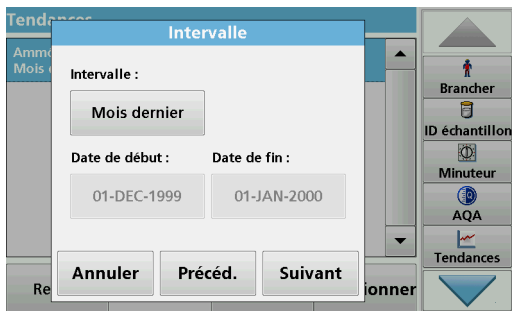 Tendances
Intervalle
Mois
Intervalle :
Mois dernier
Date de début :
Date de fin :
01-DEC-1999
01-JAN-2000
Annuler
Précéd.
Suivant
Brancher
ID échantillon
Minuteur
AQA
Tendances